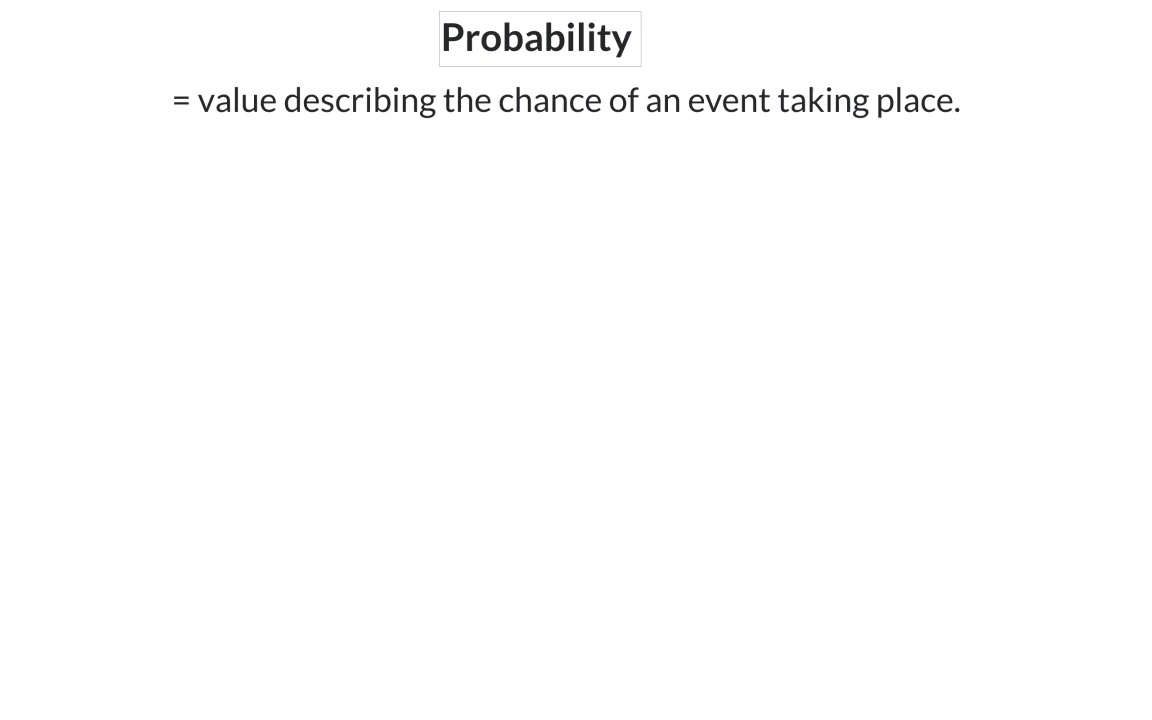 Probability
= value describing the chance of an event taking place.